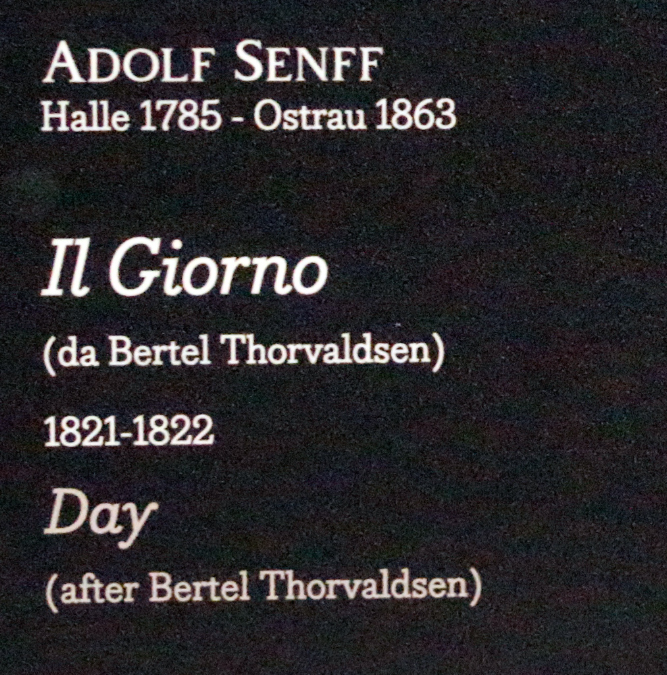 ADOLF SENFF
Halle 1785 - Ostrau 1863
Il Giorno
(da Bertel Thorvaldsen)
1821-1822
Day
(after Bertel Thorvaldsen)